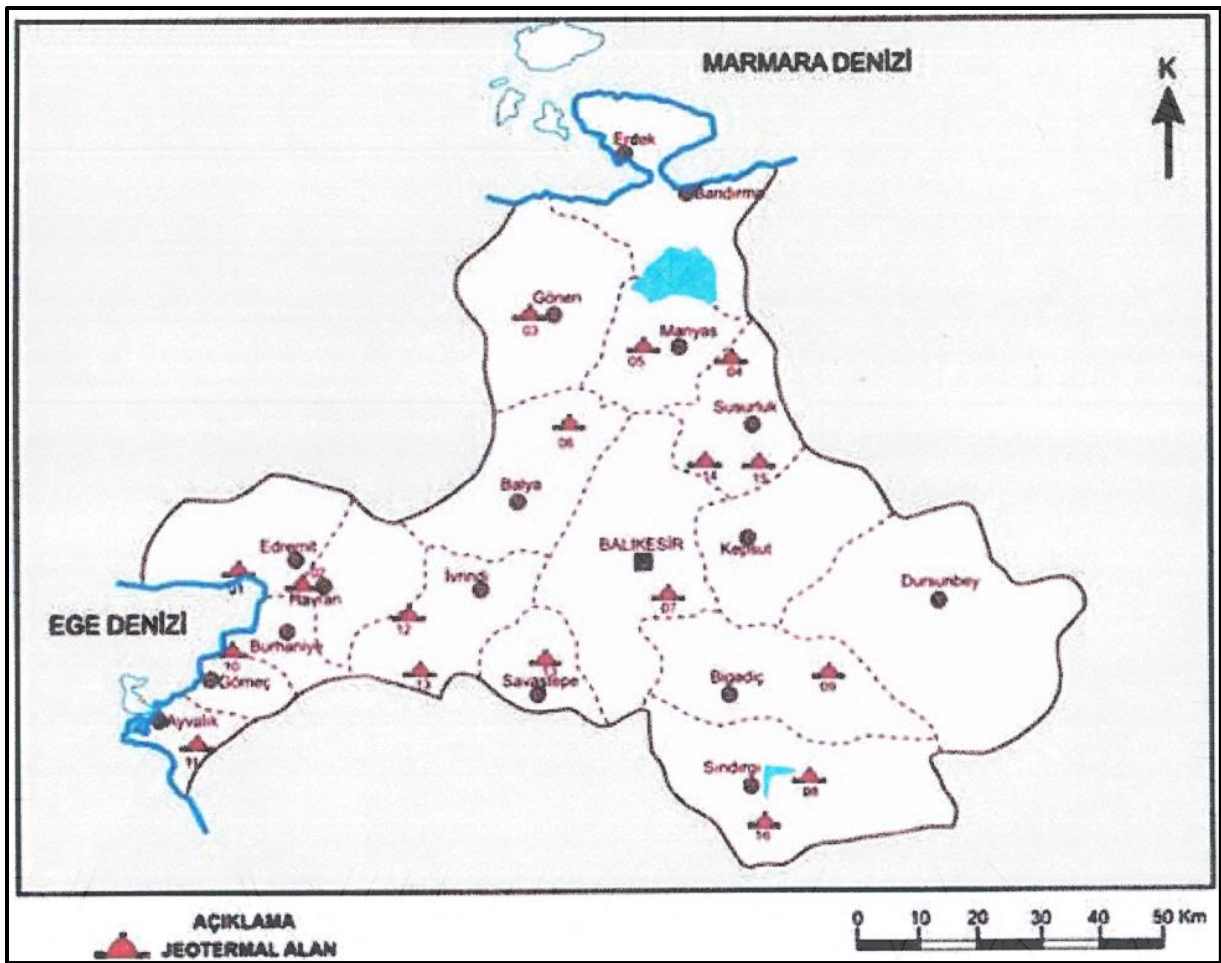 MARMARA DENİZİ
K
Erdek
Bandırma
Gönen
03
Manyas
05
04
Susurluk
06
14
15
Balya
BALIKESİR
Kepsut
Edremit
01
02
Havran
İvrindi
Dursunbey
07
EGE DENİZİ
12
Burhaniye
10
13
Savaştepe
Gömeç
Bigadiç
09
Ayvalık
11
Sındırgı
08
16
AÇIKLAMA
JEOTERMAL ALAN
0 10 20 30 40 50 Km